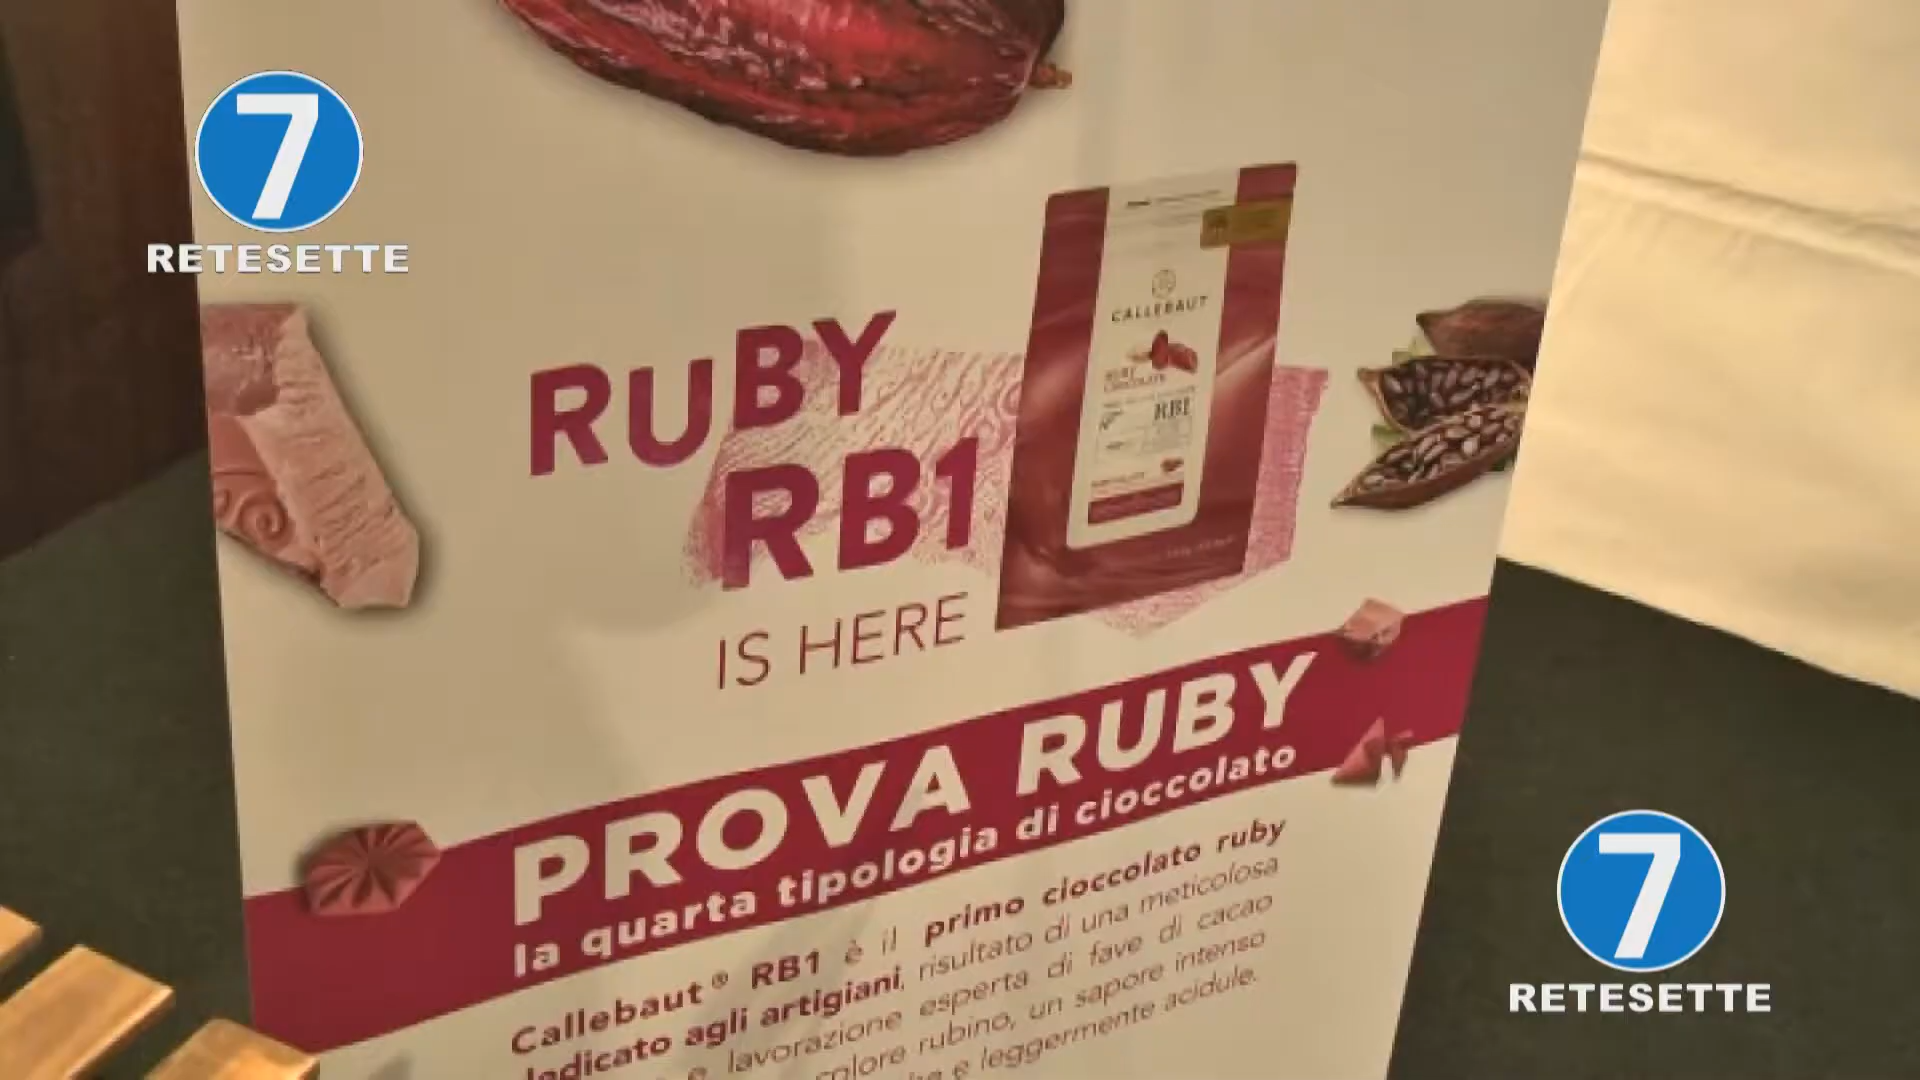 7
RETESETTE
CALLEBAUT
RUBY
CHOCOLATE
RB1
RUBY
RB1
IS HERE
PROVA RUBY
la quarta tipologia di cioccolato
Callebaut® RB1 è il primo cioccolato ruby
dedicato agli artigiani, risultato di una meticolosa
e lavorazione esperta di fave di cacao
colore rubino, un sapore intenso
e leggermente acidule.
7
RETESETTE